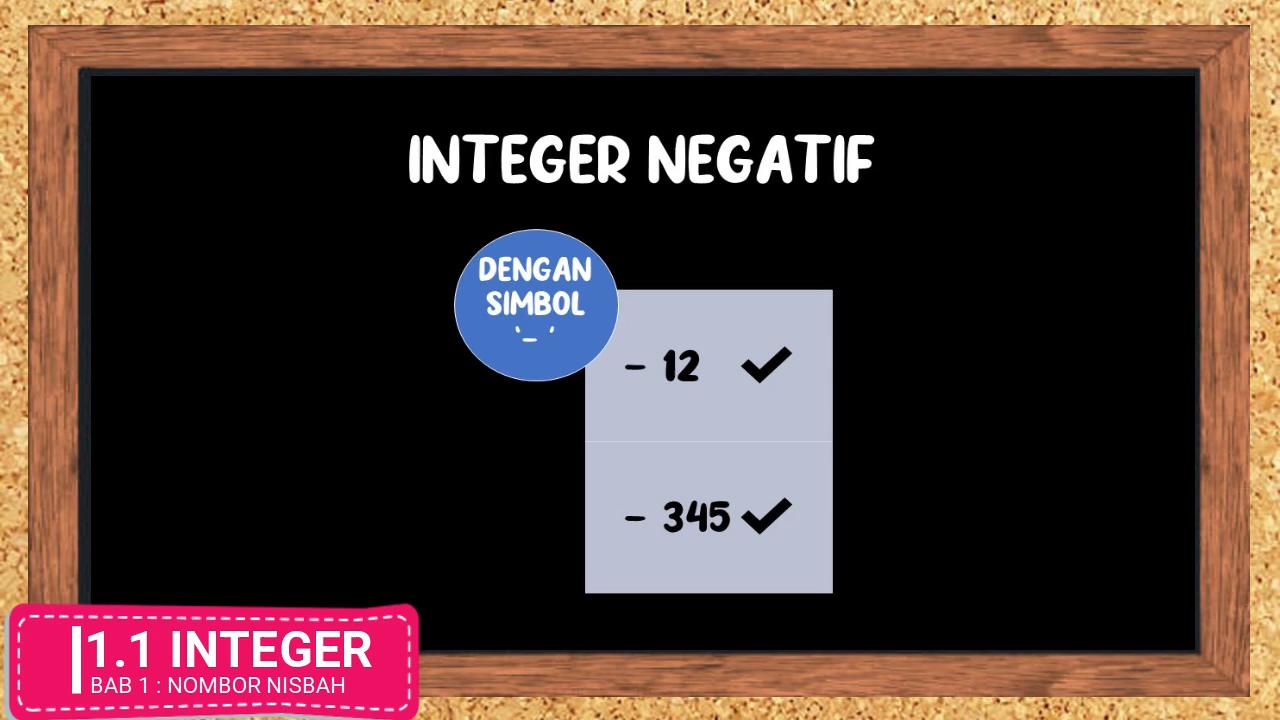 INTEGER NEGATIF
DENGAN
SIMBOL
'-'
- 12 ✔
- 345 ✔
1.1 INTEGER
BAB 1 : NOMBOR NISBAH